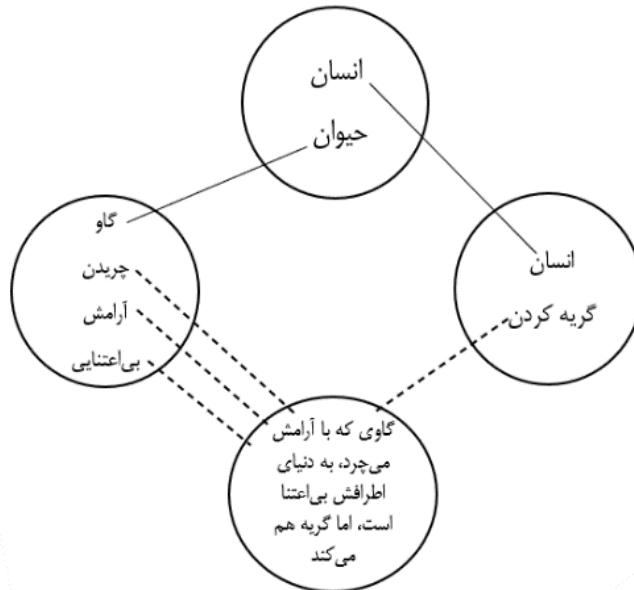 انسان
حیوان
گاو
چریدن
آرامش
بی‌اعتنایی
انسان
گریه کردن
گاوی که با آرامش
می‌چرد، به دنیای
اطرافش بی‌اعتنا
است، اما گریه هم
می‌کند